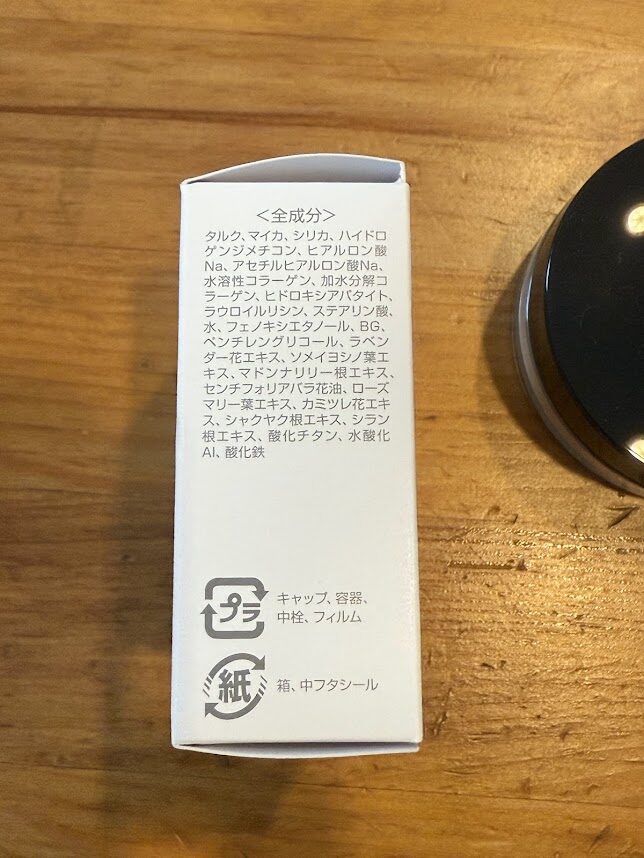 ＜全成分＞
タルク、マイカ、シリカ、ハイドロ
ゲンジメチコン、ヒアルロン酸
Na、アセチルヒアルロン酸Na、
水溶性コラーゲン、加水分解コ
ラーゲン、ヒドロキシアパタイト、
ラウロイルリシン、ステアリン酸、
水、フェノキシエタノール、BG、
ペンチレングリコール、ラベン
ダー花エキス、ソメイヨシノ葉エ
キス、マドンナリリー根エキス、
センチフォリアバラ花油、ローズ
マリー葉エキス、カミツレ花エキ
ス、シャクヤク根エキス、シラン
根エキス、酸化チタン、水酸化
Al、酸化鉄
プラ
キャップ、容器、
中栓、フィルム
紙
箱、中フタシール